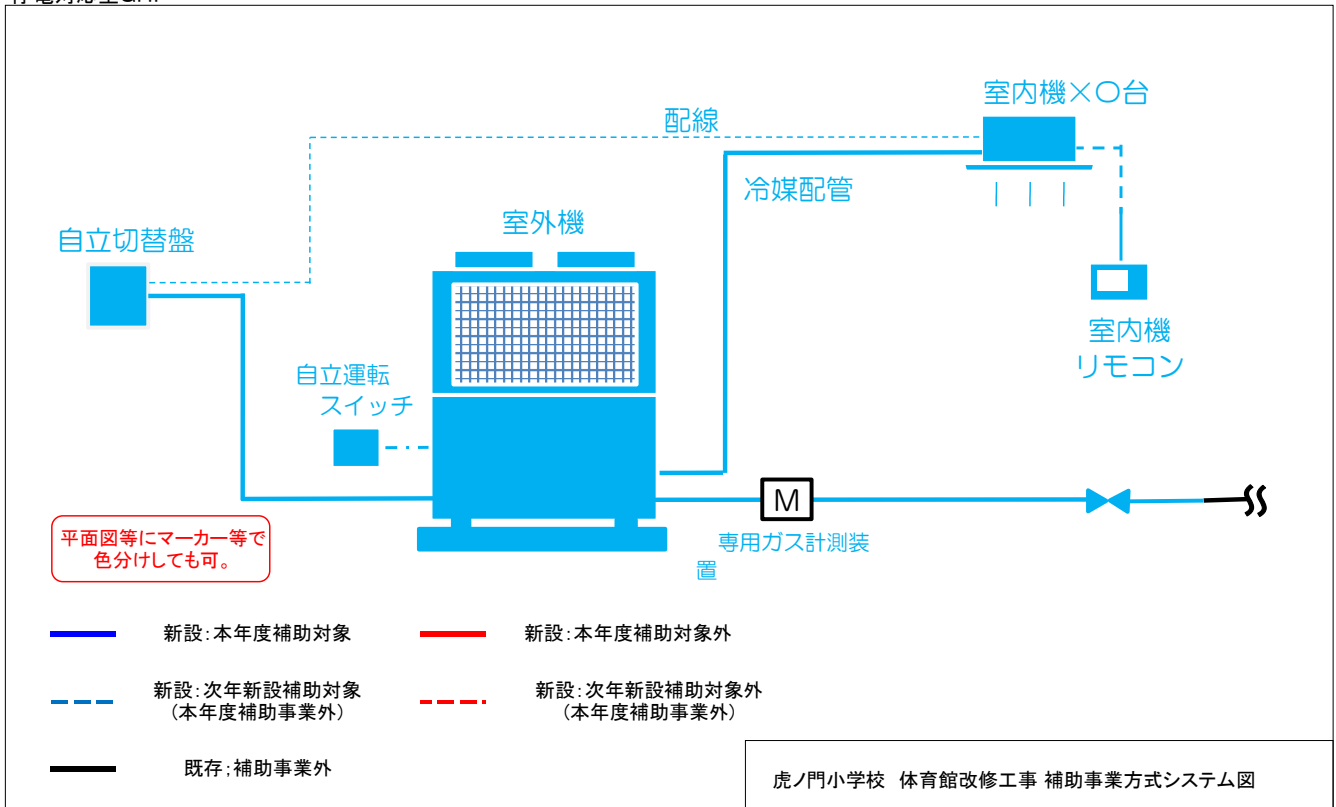 室内機×〇台
配線
冷媒配管
室外機
自立切替盤
室内機
リモコン
自立運転
スイッチ
M
専用ガス計測装
置
平面図等にマーカー等で
色分けしても可。
新設:本年度補助対象
新設:本年度補助対象外
新設:次年新設補助対象
(本年度補助事業外)
新設:次年新設補助対象外
(本年度補助事業外)
既存;補助事業外
虎ノ門小学校 体育館改修工事 補助事業方式システム図